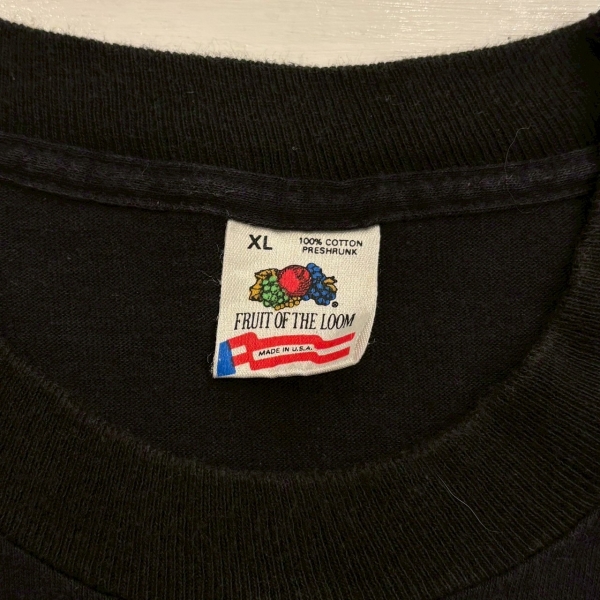 XL
100% COTTON
PRESHRUNK
®
FRUIT OF THE LOOM
MADE IN U.S.A.